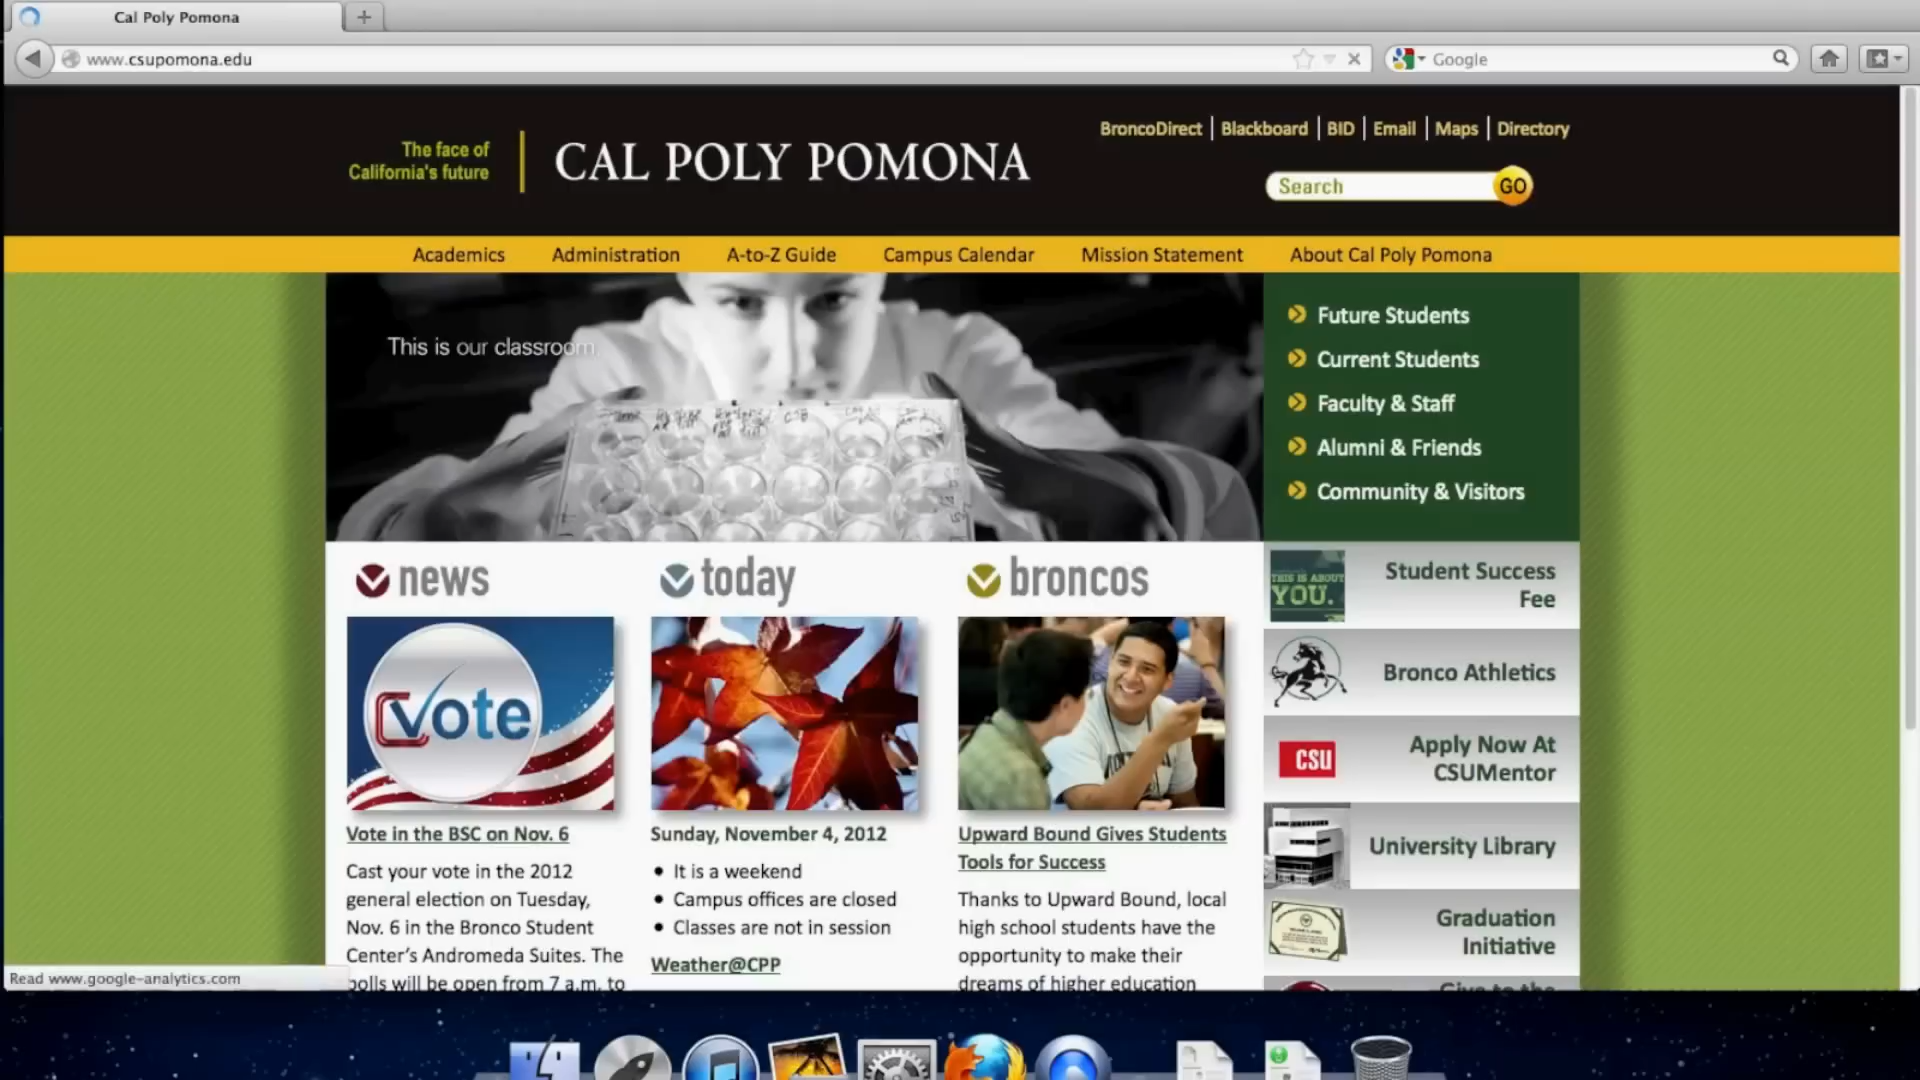 Cal Poly Pomona
www.csupomona.edu
Google
The face of
California's future
CAL POLY POMONA
BroncoDirect | Blackboard | BID | Email | Maps | Directory
Search
GO
Academics
Administration
A-to-Z Guide
Campus Calendar
Mission Statement
About Cal Poly Pomona
This is our classroom.
Future Students
Current Students
Faculty & Staff
Alumni & Friends
Community & Visitors
news
Vote
Vote in the BSC on Nov. 6
Cast your vote in the 2012
general election on Tuesday,
Nov. 6 in the Bronco Student
Center's Andromeda Suites. The
polls will be open from 7 a.m. to
today
Sunday, November 4, 2012
• It is a weekend
• Campus offices are closed
• Classes are not in session
Weather@CPP
broncos
Upward Bound Gives Students
Tools for Success
Thanks to Upward Bound, local
high school students have the
opportunity to make their
dreams of higher education
THIS IS ABOUT
YOU.
Student Success
Fee
Bronco Athletics
CSU
Apply Now At
CSUMentor
University Library
Graduation
Initiative
Give to the
Read www.google-analytics.com